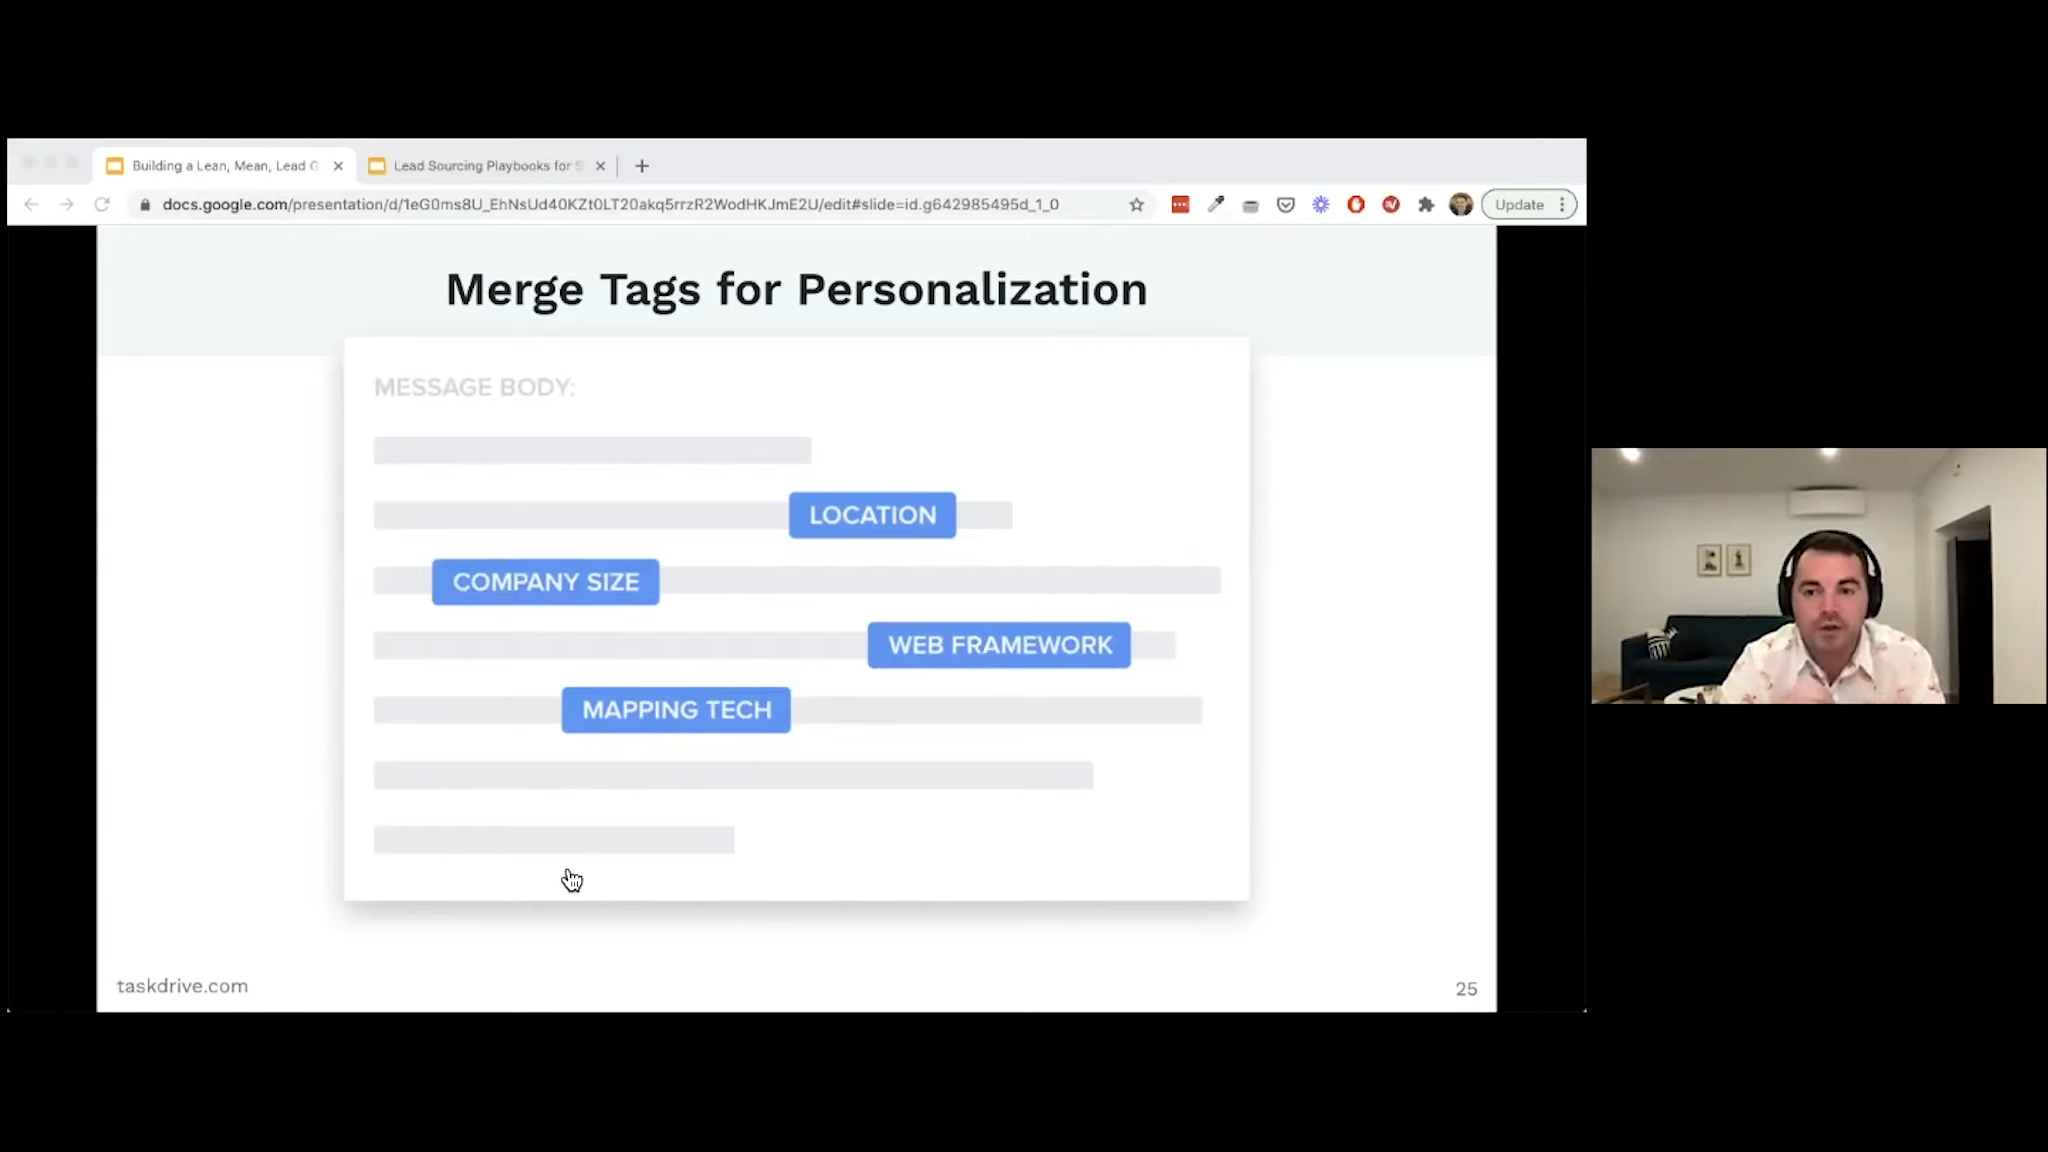 Building a Lean, Mean, Lead G
Lead Sourcing Playbooks for S
docs.google.com/presentation/d/1eG0ms8U_EhNsUd40KZt0LT20akq5rrzR2WodHKJmE2U/edit#slide=id.g642985495d_1_0
Update
Merge Tags for Personalization
MESSAGE BODY:
LOCATION
COMPANY SIZE
WEB FRAMEWORK
MAPPING TECH
taskdrive.com
25